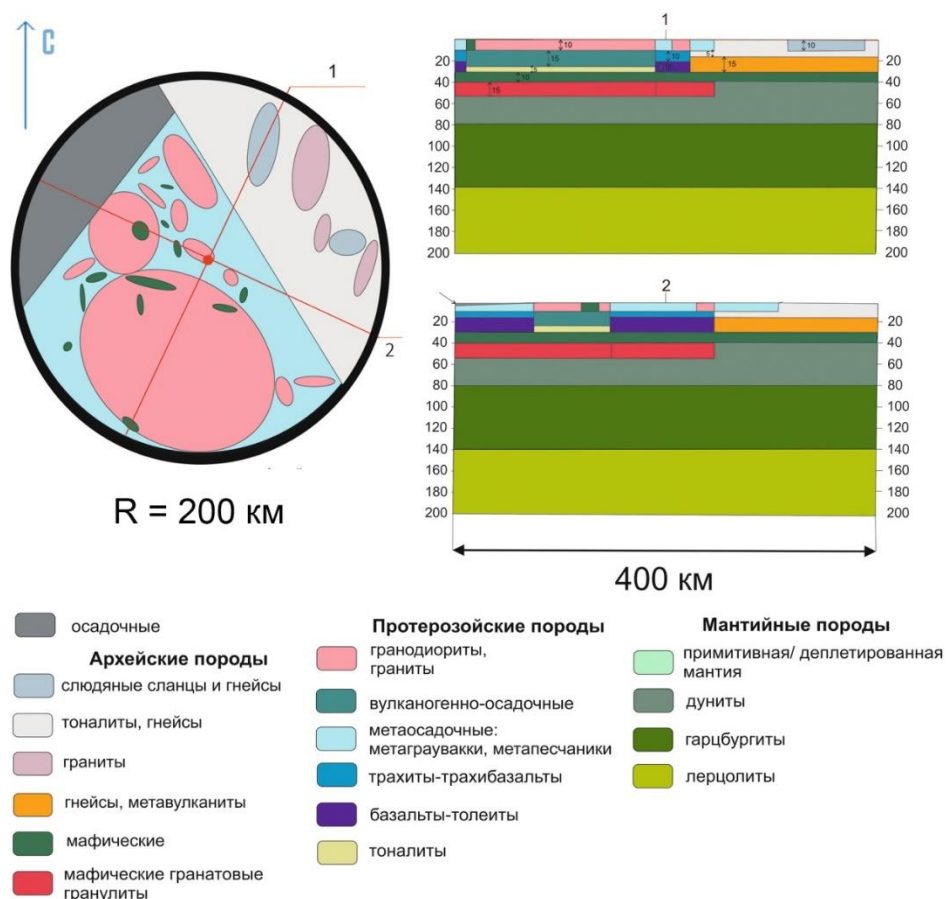 С
1
2
R = 200 км
1
10
10
15
10
5
15
5
10
15
20
40
60
80
100
120
140
160
180
200
20
40
60
80
100
120
140
160
180
200
2
20
40
60
80
100
120
140
160
180
200
20
40
60
80
100
120
140
160
180
200
400 км
осадочные
Архейские породы
слюдяные сланцы и гнейсы
тоналиты, гнейсы
граниты
гнейсы, метавулканиты
мафические
мафические гранатовые
гранулиты
Протерозойские породы
гранодиориты,
граниты
вулканогенно-осадочные
метаосадочные:
метаграувакки, метапесчаники
трахиты-трахибазальты
базальты-толеиты
тоналиты
Мантийные породы
примитивная/ деплетированная
мантия
дуниты
гарцбургиты
лерцолиты